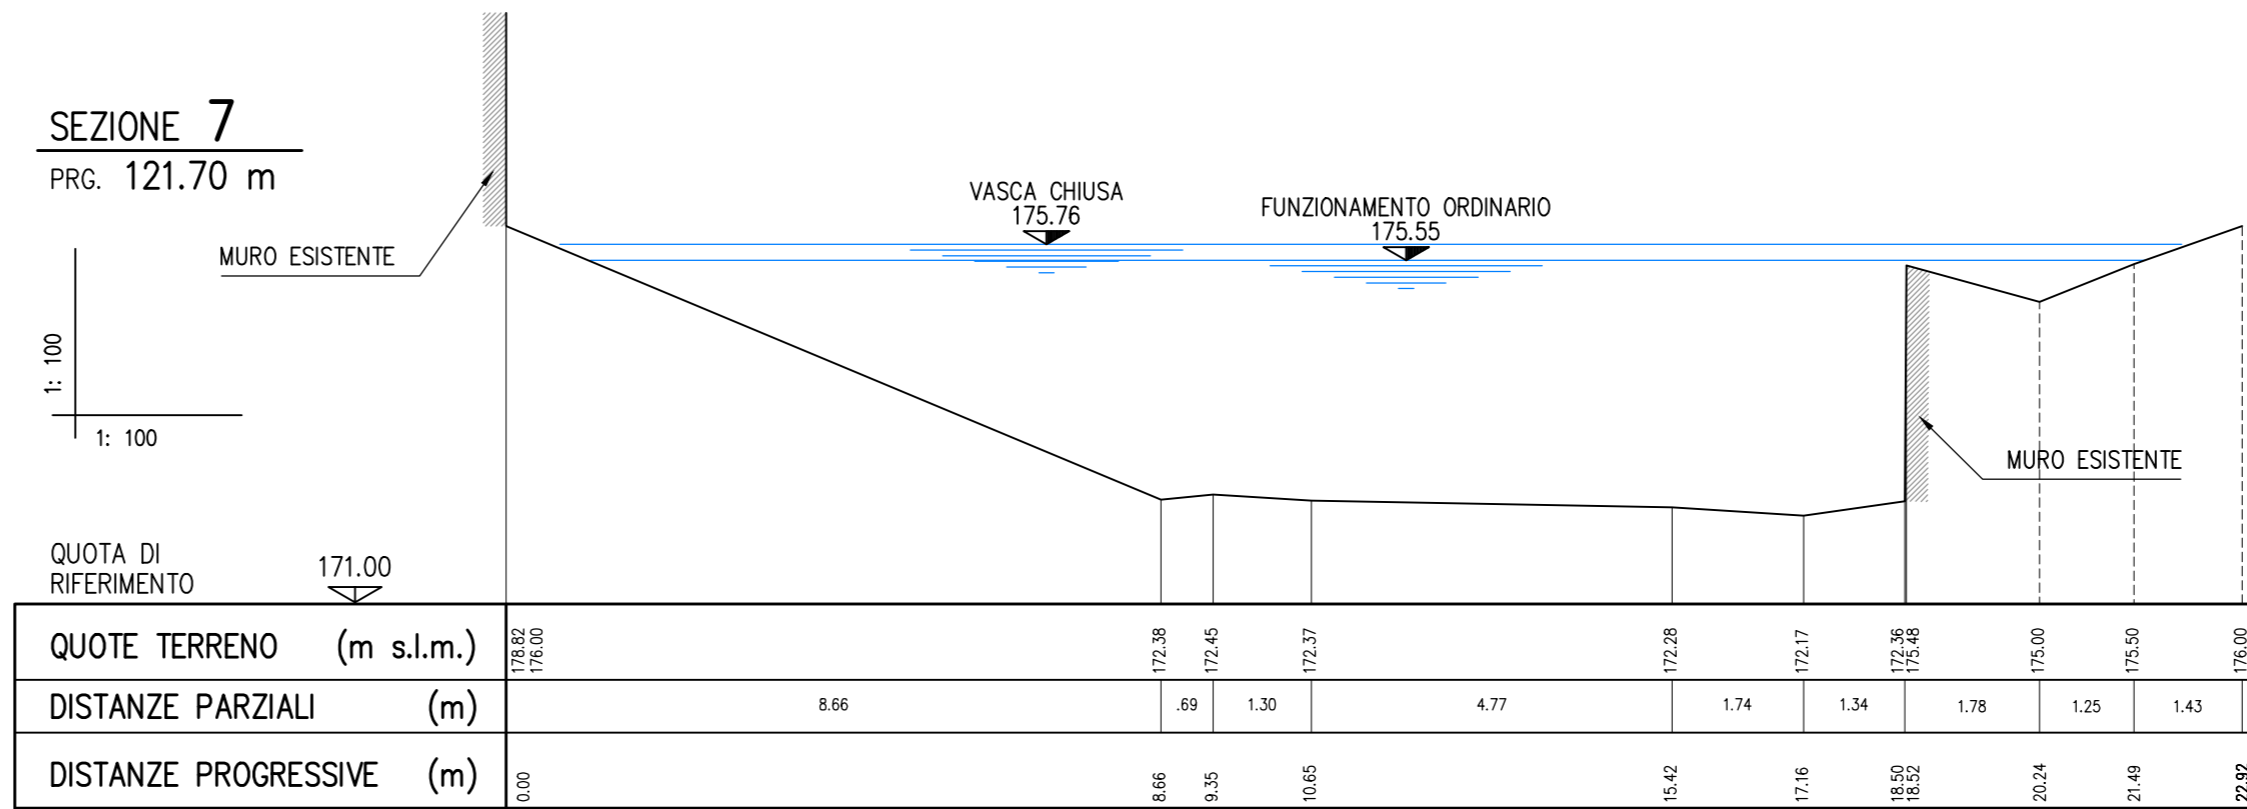 SEZIONE 7
PRG. 121.70 m
MURO ESISTENTE
VASCA CHIUSA
175.76
FUNZIONAMENTO ORDINARIO
175.55
1: 100
1: 100
MURO ESISTENTE
QUOTA DI
RIFERIMENTO
171.00
QUOTE TERRENO (m s.l.m.) 178.82 176.00 172.38 172.45 172.37 172.28 172.17 172.36 175.48 175.00 175.50 176.00
DISTANZE PARZIALI (m) 8.66 .69 1.30 4.77 1.74 1.34 1.78 1.25 1.43
DISTANZE PROGRESSIVE (m) 0.00 8.66 9.35 10.65 15.42 17.16 18.50 18.52 20.24 21.49 22.92